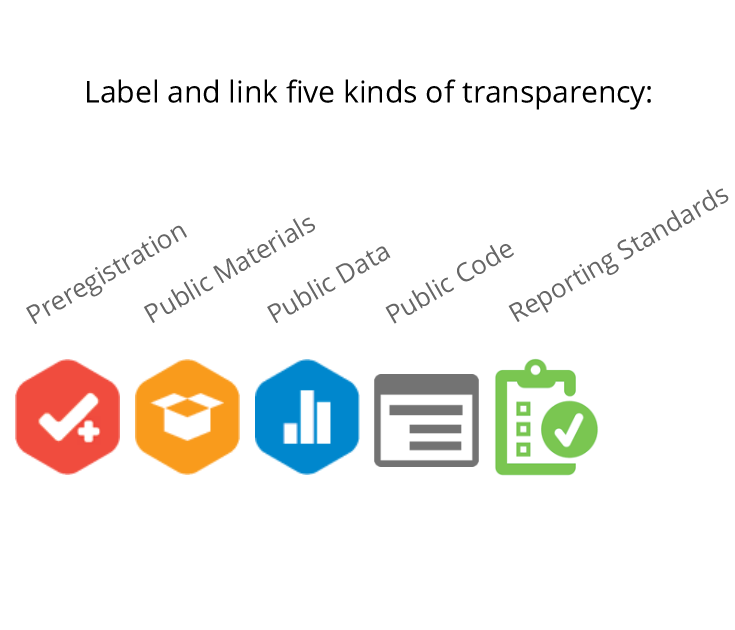 Label and link five kinds of transparency:
Preregistration
Public Materials
Public Data
Public Code
Reporting Standards